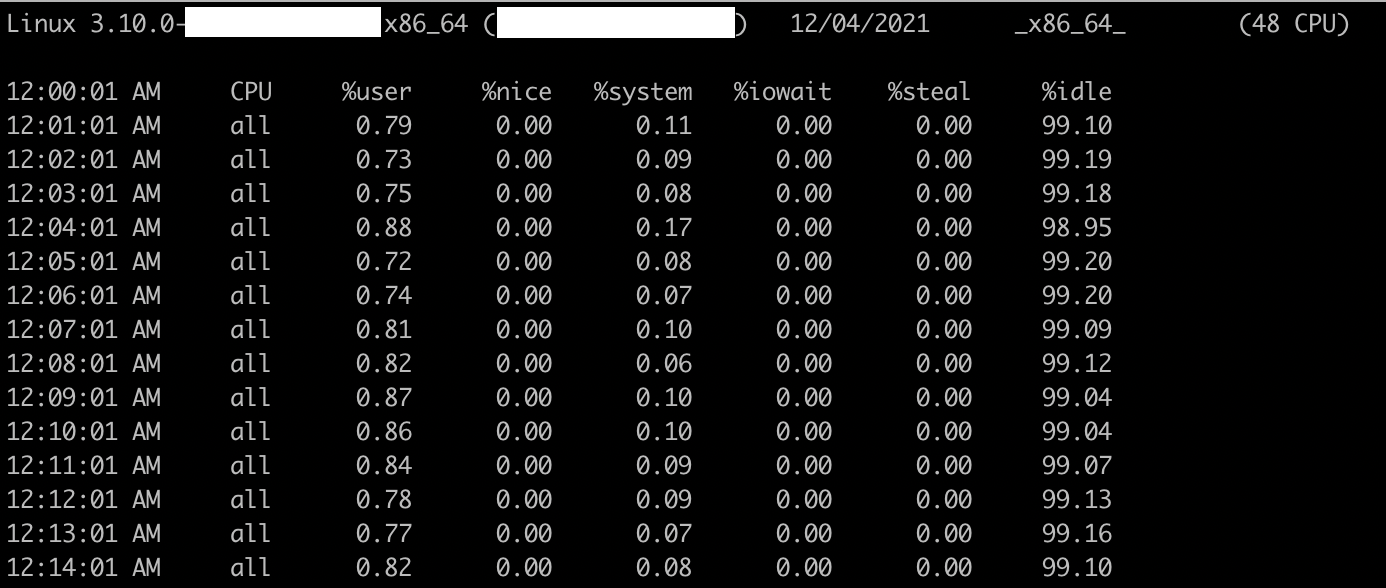 Linux 3.10.0- x86_64 ( ) 12/04/2021 _x86_64_ (48 CPU)
12:00:01 AM CPU %user %nice %system %iowait %steal %idle
12:01:01 AM all 0.79 0.00 0.11 0.00 0.00 99.10
12:02:01 AM all 0.73 0.00 0.09 0.00 0.00 99.19
12:03:01 AM all 0.75 0.00 0.08 0.00 0.00 99.18
12:04:01 AM all 0.88 0.00 0.17 0.00 0.00 98.95
12:05:01 AM all 0.72 0.00 0.08 0.00 0.00 99.20
12:06:01 AM all 0.74 0.00 0.07 0.00 0.00 99.20
12:07:01 AM all 0.81 0.00 0.10 0.00 0.00 99.09
12:08:01 AM all 0.82 0.00 0.06 0.00 0.00 99.12
12:09:01 AM all 0.87 0.00 0.10 0.00 0.00 99.04
12:10:01 AM all 0.86 0.00 0.10 0.00 0.00 99.04
12:11:01 AM all 0.84 0.00 0.09 0.00 0.00 99.07
12:12:01 AM all 0.78 0.00 0.09 0.00 0.00 99.13
12:13:01 AM all 0.77 0.00 0.07 0.00 0.00 99.16
12:14:01 AM all 0.82 0.00 0.08 0.00 0.00 99.10